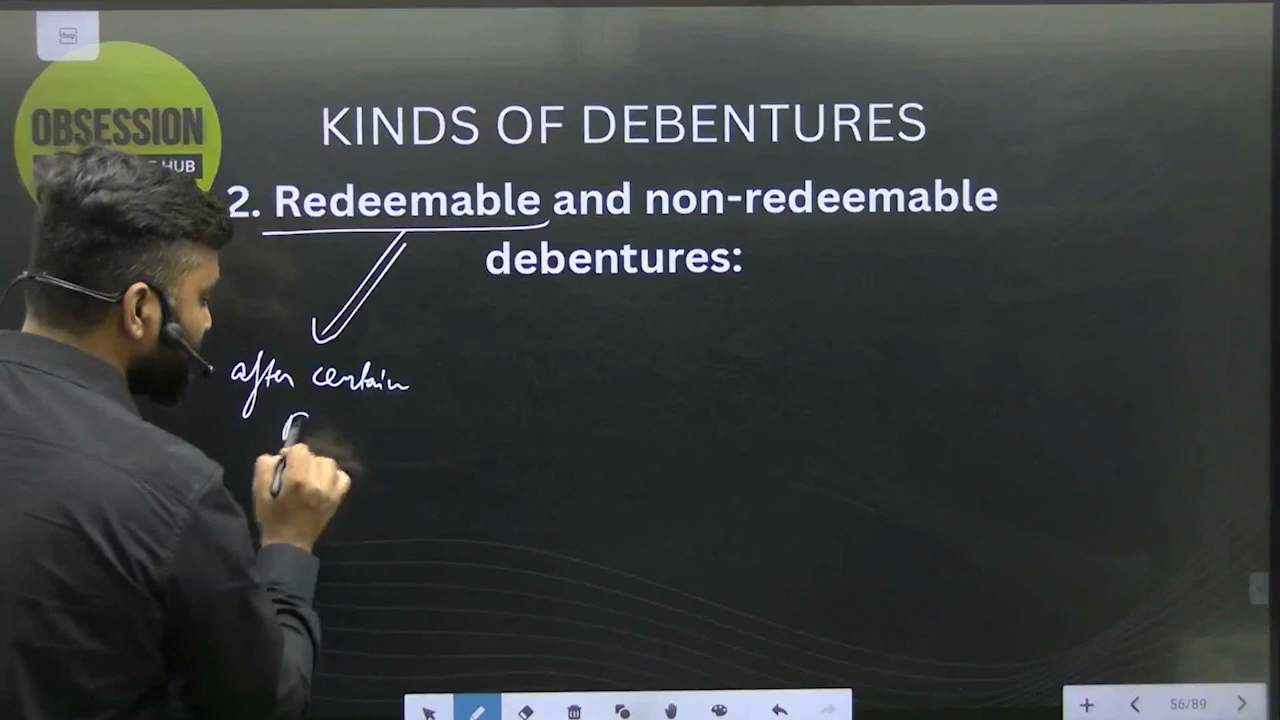 OBSESSION
HUB
KINDS OF DEBENTURES
2. Redeemable and non-redeemable
debentures:
after certain
56/89